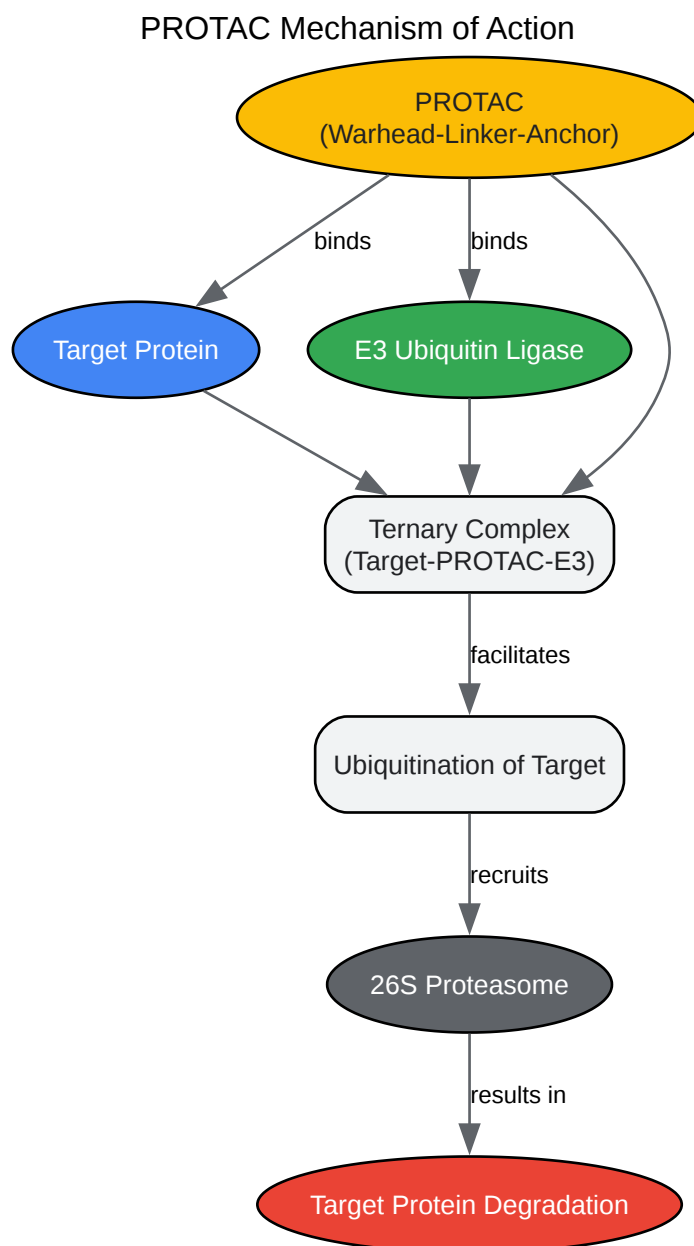 PROTAC Mechanism of Action
PROTAC
(Warhead-Linker-Anchor)
binds
binds
Target Protein
E3 Ubiquitin Ligase
Ternary Complex
(Target-PROTAC-E3)
facilitates
Ubiquitination of Target
recruits
26S Proteasome
results in
Target Protein Degradation